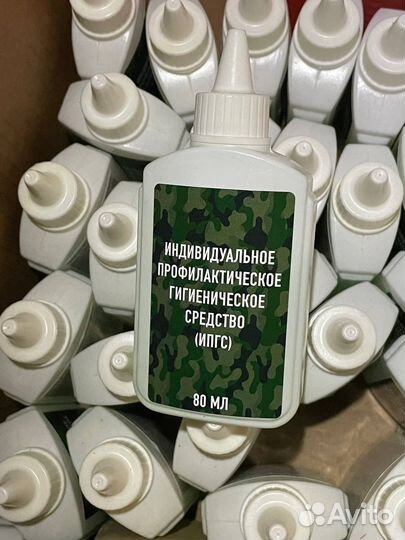 ИНДИВИДУАЛЬНОЕ
ПРОФИЛАКТИЧЕСКОЕ
ГИГИЕНИЧЕСКОЕ
СРЕДСТВО
(ИПГС)
80 МЛ
Avito